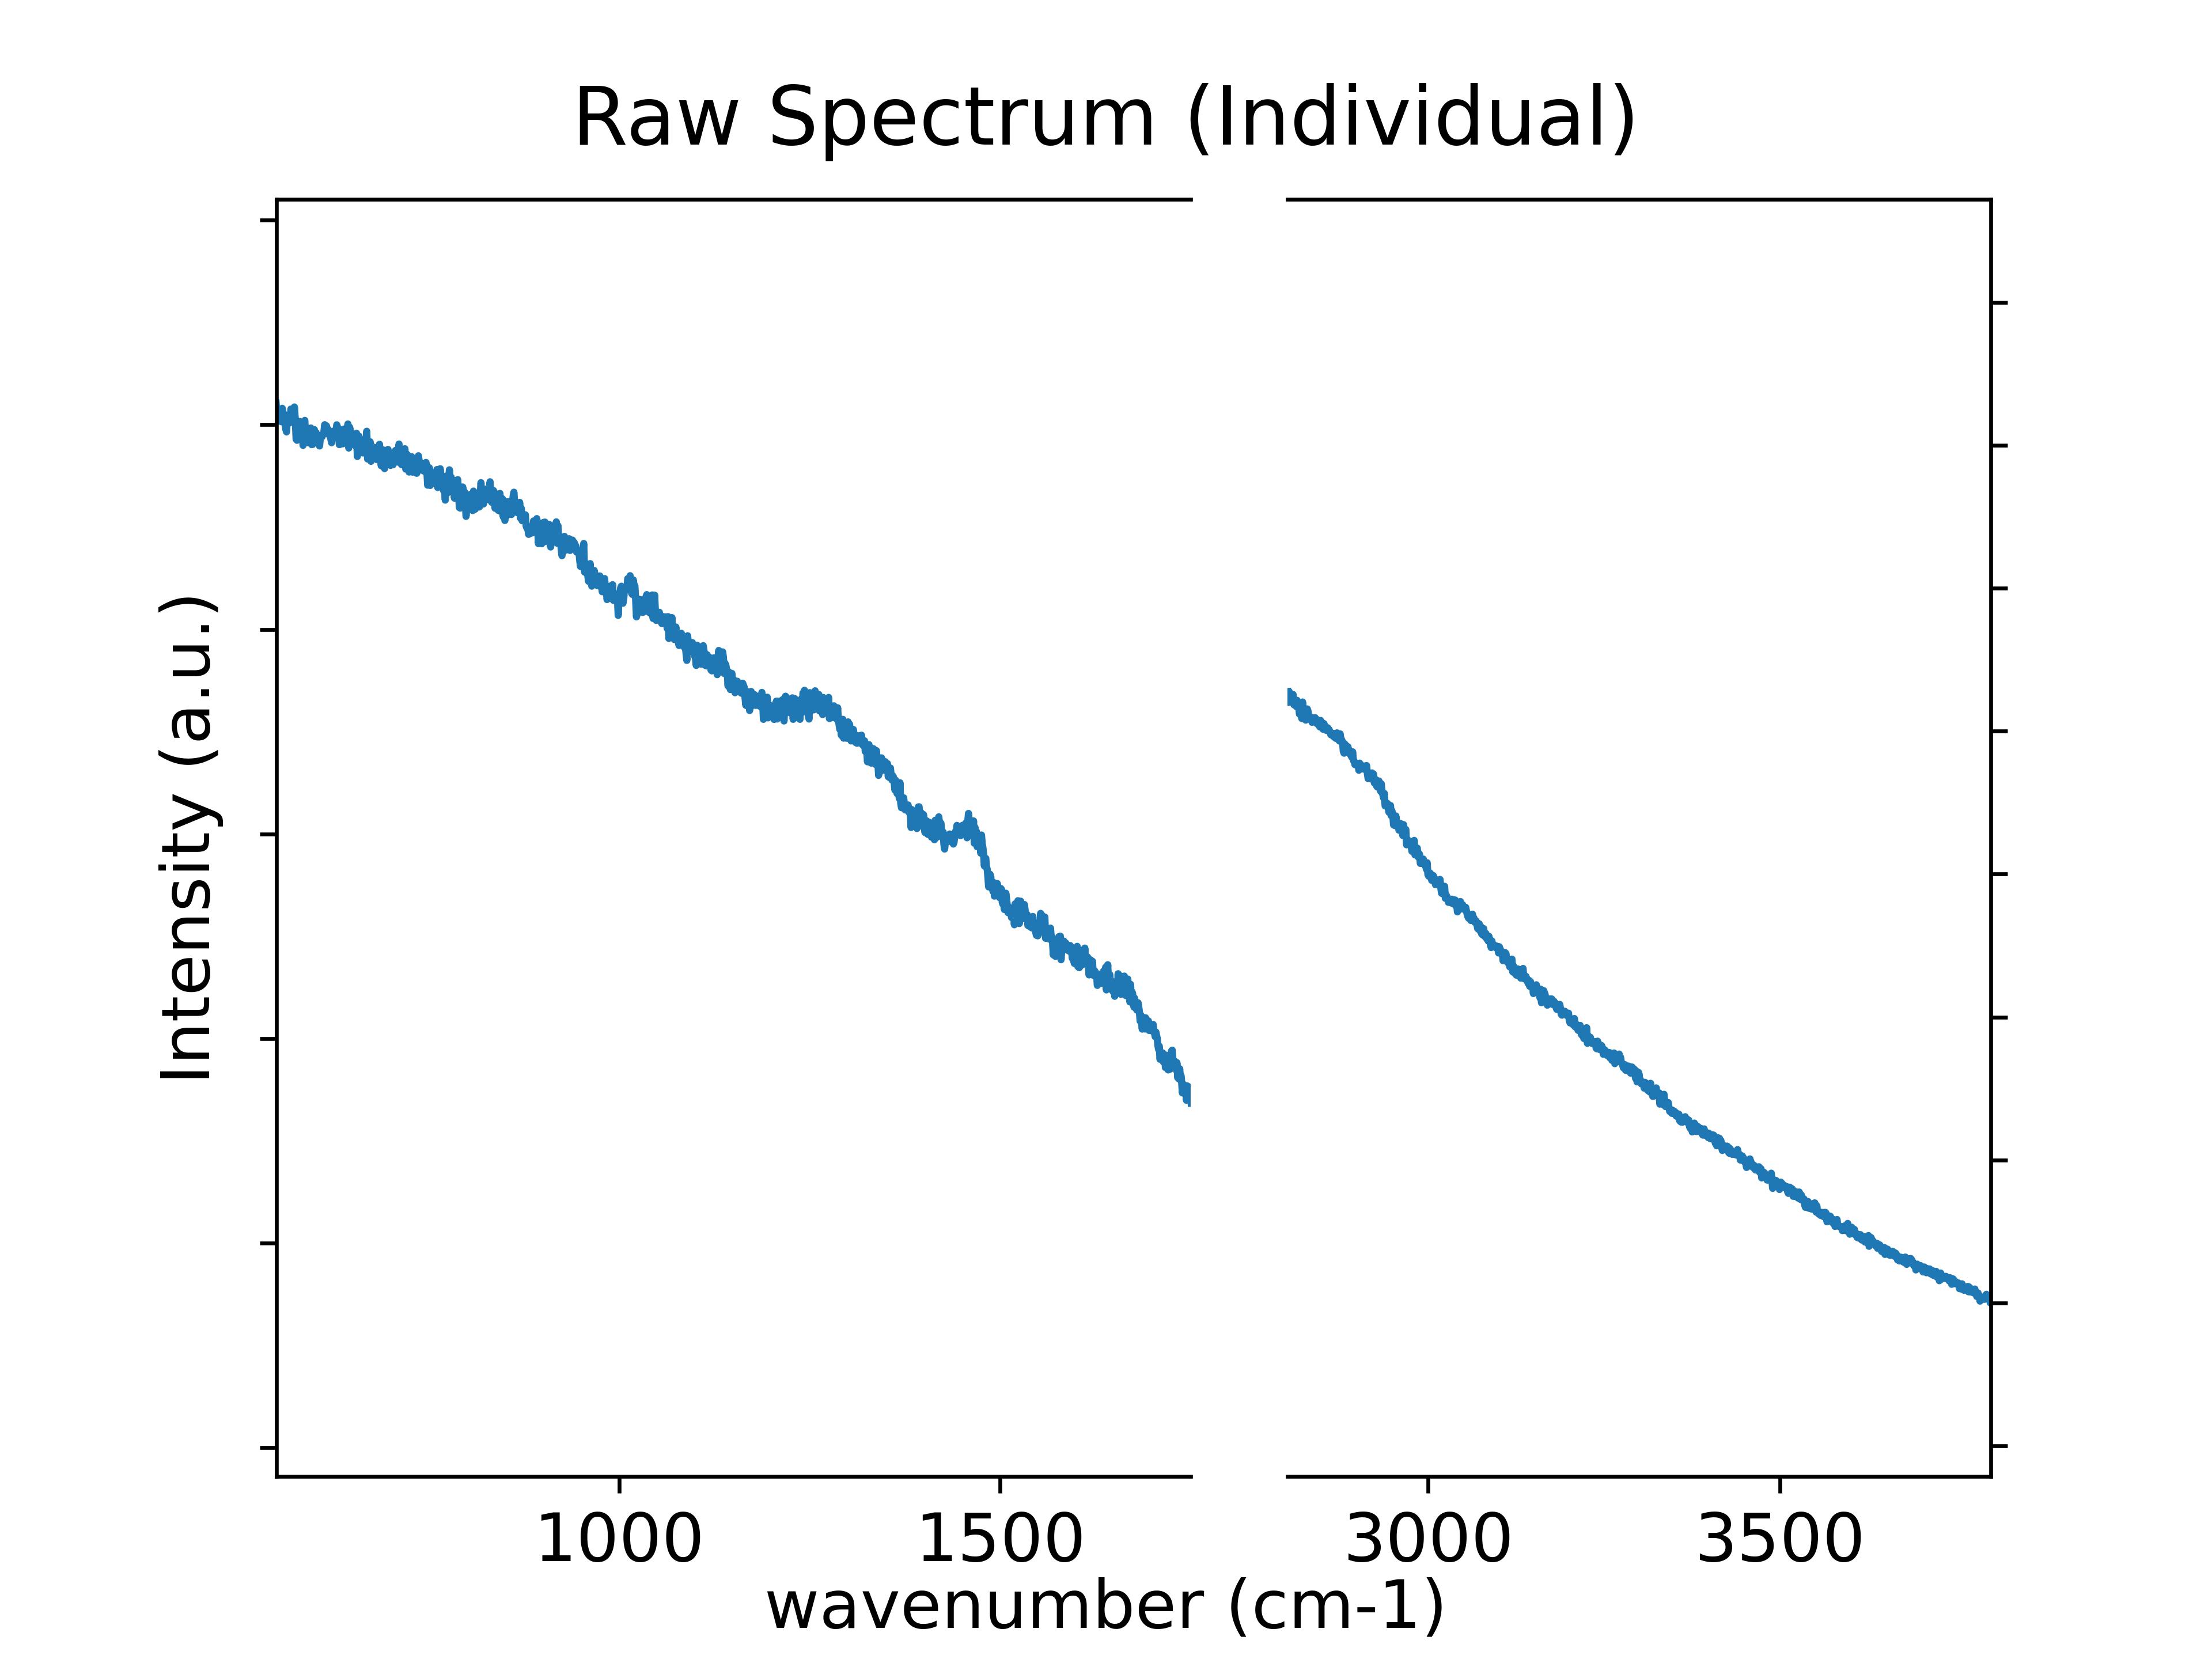 Raw Spectrum (Individual)
Intensity (a.u.)
1000 1500 3000 3500
wavenumber (cm-1)